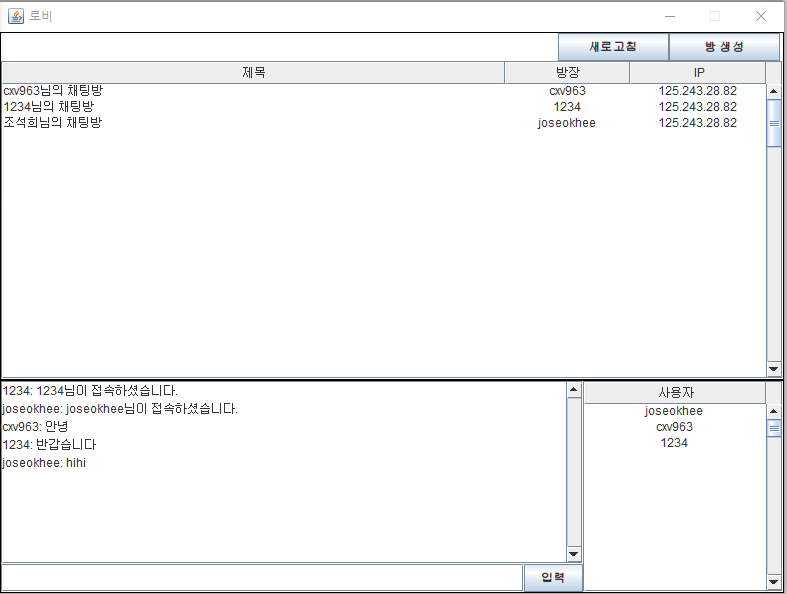 로비
새로고침 방 생성
제목 방장 IP
cxv963님의 채팅방 cxv963 125.243.28.82
1234님의 채팅방 1234 125.243.28.82
조석희님의 채팅방 joseokhee 125.243.28.82
1234: 1234님이 접속하셨습니다.
joseokhee: joseokhee님이 접속하셨습니다.
cxv963: 안녕
1234: 반갑습니다
joseokhee: hihi
입력
사용자
joseokhee
cxv963
1234